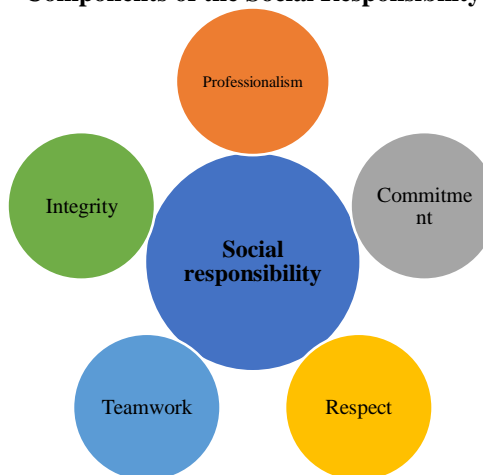 Components of the Social Responsibility
Professionalism
Integrity
Commitme
nt
Social
responsibility
Teamwork
Respect